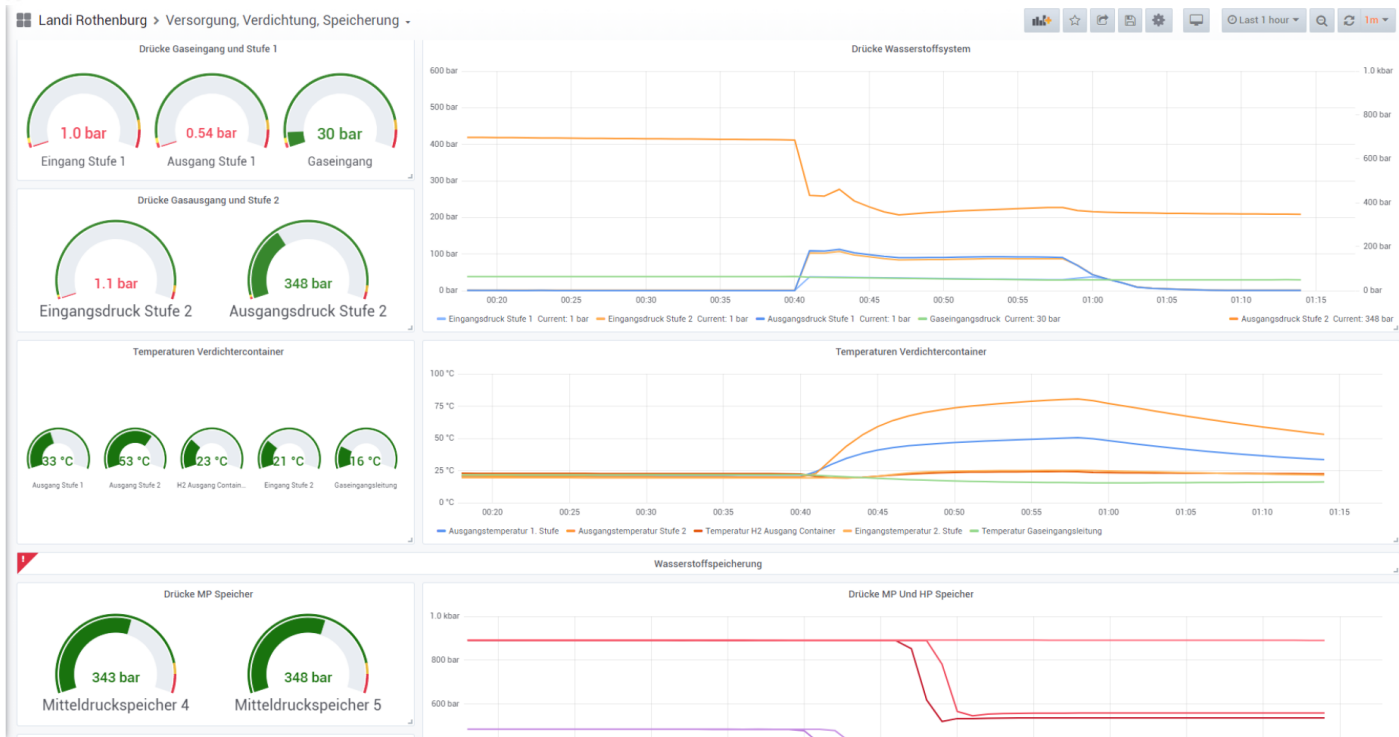 Landi Rothenburg > Versorgung, Verdichtung, Speicherung
Last 1 hour
1m
Drücke Gaseingang und Stufe 1
1.0 bar
0.54 bar
30 bar
Eingang Stufe 1
Ausgang Stufe 1
Gaseingang
Drücke Wasserstoffsystem
600 bar
500 bar
400 bar
300 bar
200 bar
100 bar
0 bar
1.0 kbar
800 bar
600 bar
400 bar
200 bar
0 bar
00:20 00:25 00:30 00:35 00:40 00:45 00:50 00:55 01:00 01:05 01:10 01:15
Eingangsdruck Stufe 1 Current: 1 bar Eingangsdruck Stufe 2 Current: 1 bar Ausgangsdruck Stufe 1 Current: 1 bar Gaseingangsdruck Current: 30 bar Ausgangsdruck Stufe 2 Current: 348 bar
Drücke Gasausgang und Stufe 2
1.1 bar
348 bar
Eingangsdruck Stufe 2
Ausgangsdruck Stufe 2
Temperaturen Verdichtercontainer
33 °C
53 °C
23 °C
21 °C
16 °C
Ausgang Stufe 1
Ausgang Stufe 2
H2 Ausgang Contain...
Eingang Stufe 2
Gaseingangsleitung
Temperaturen Verdichtercontainer
100 °C
75 °C
50 °C
25 °C
0 °C
00:20 00:25 00:30 00:35 00:40 00:45 00:50 00:55 01:00 01:05 01:10 01:15
Ausgangstemperatur 1. Stufe Ausgangstemperatur Stufe 2 Temperatur H2 Ausgang Container Eingangstemperatur 2. Stufe Temperatur Gaseingangsleitung
!
Wasserstoffspeicherung
Drücke MP Speicher
343 bar
348 bar
Mitteldruckspeicher 4
Mitteldruckspeicher 5
Drücke MP Und HP Speicher
1.0 kbar
800 bar
600 bar